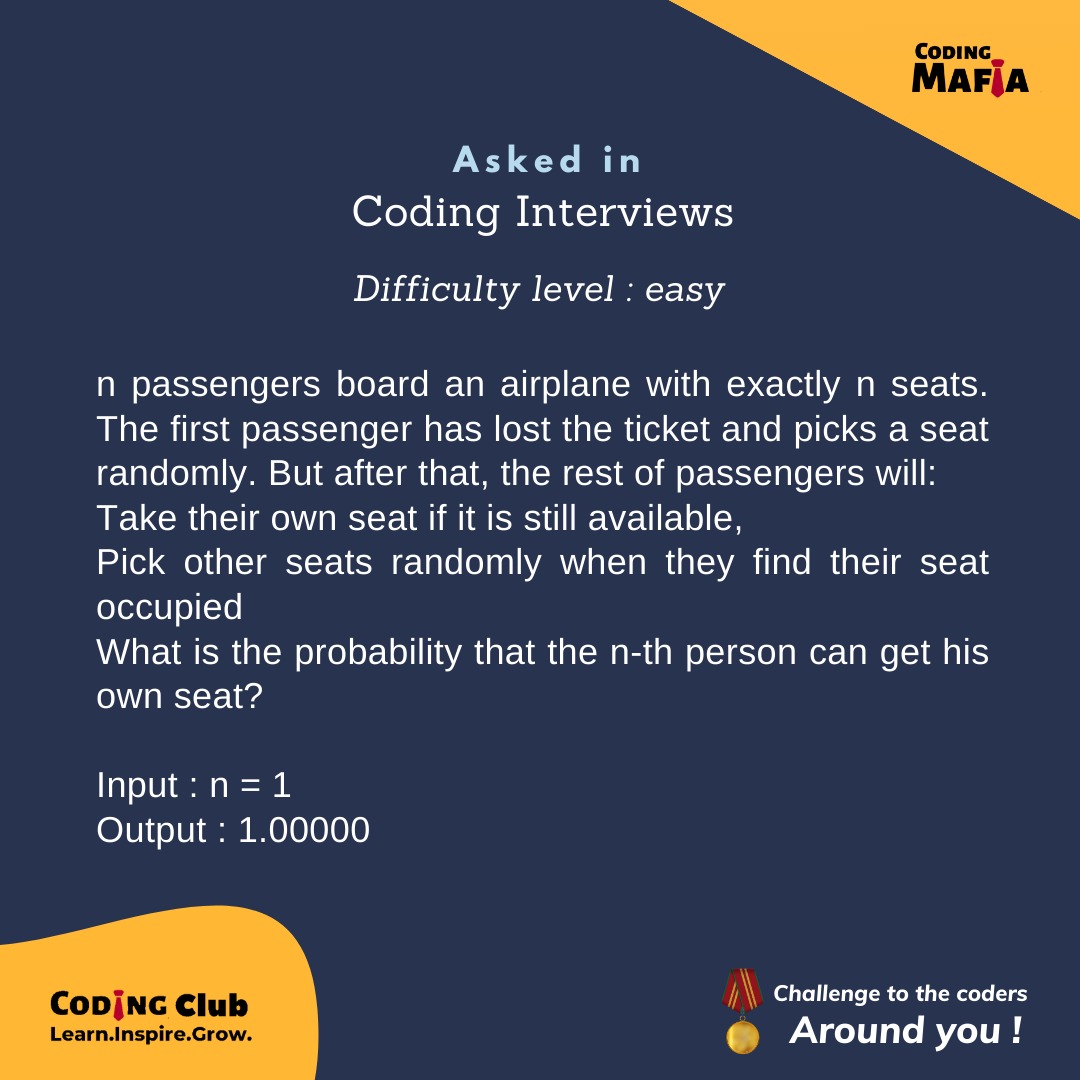 CODING
MAFIA
Asked in
Coding Interviews
Difficulty level : easy
n passengers board an airplane with exactly n seats.
The first passenger has lost the ticket and picks a seat
randomly. But after that, the rest of passengers will:
Take their own seat if it is still available,
Pick other seats randomly when they find their seat
occupied
What is the probability that the n-th person can get his
own seat?
Input : n = 1
Output : 1.00000
CODING Club
Learn.Inspire.Grow.
Challenge to the coders
Around you !